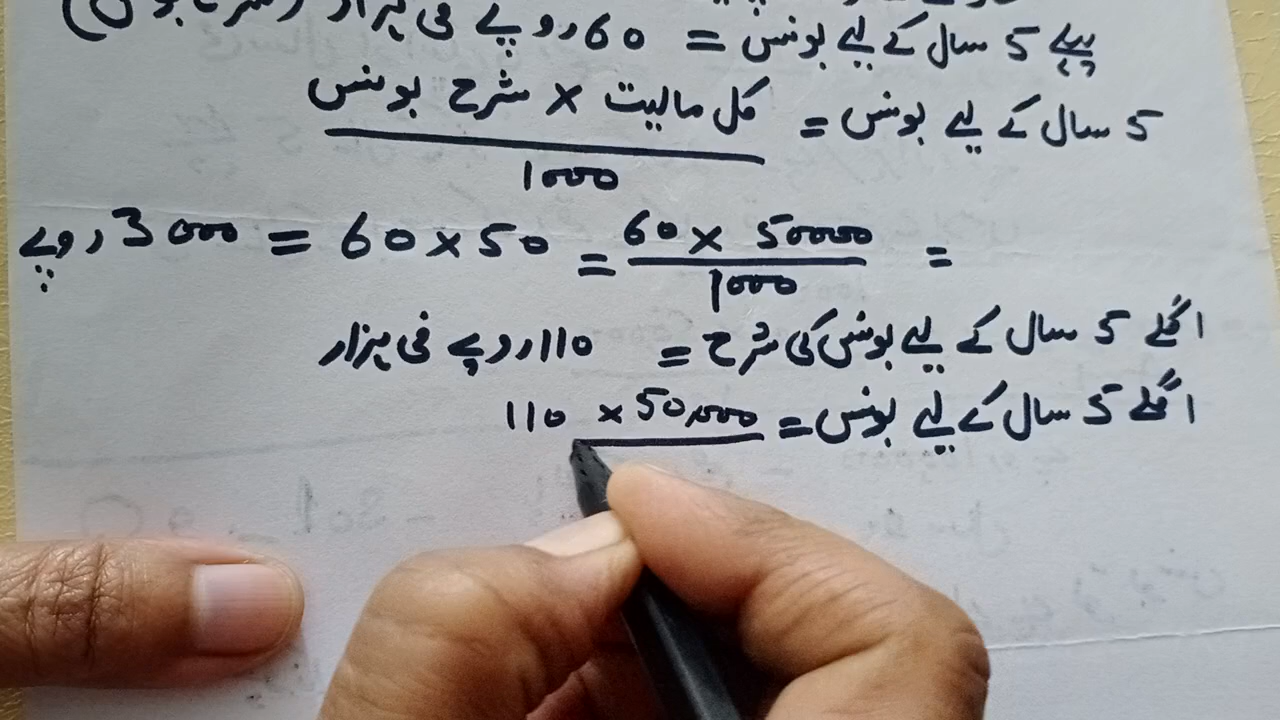 پہلے 5 سال کے لیے بونس = 60 روپے فی ہزار
5 سال کے لیے بونس = کل مالیت × شرح بونس
1000
= 60 × 50000 = 60 × 50 = 3000 روپے
1000
اگلے 5 سال کے لیے بونس کی شرح = 110 روپے فی ہزار
اگلے 5 سال کے لیے بونس = 110 × 50,000